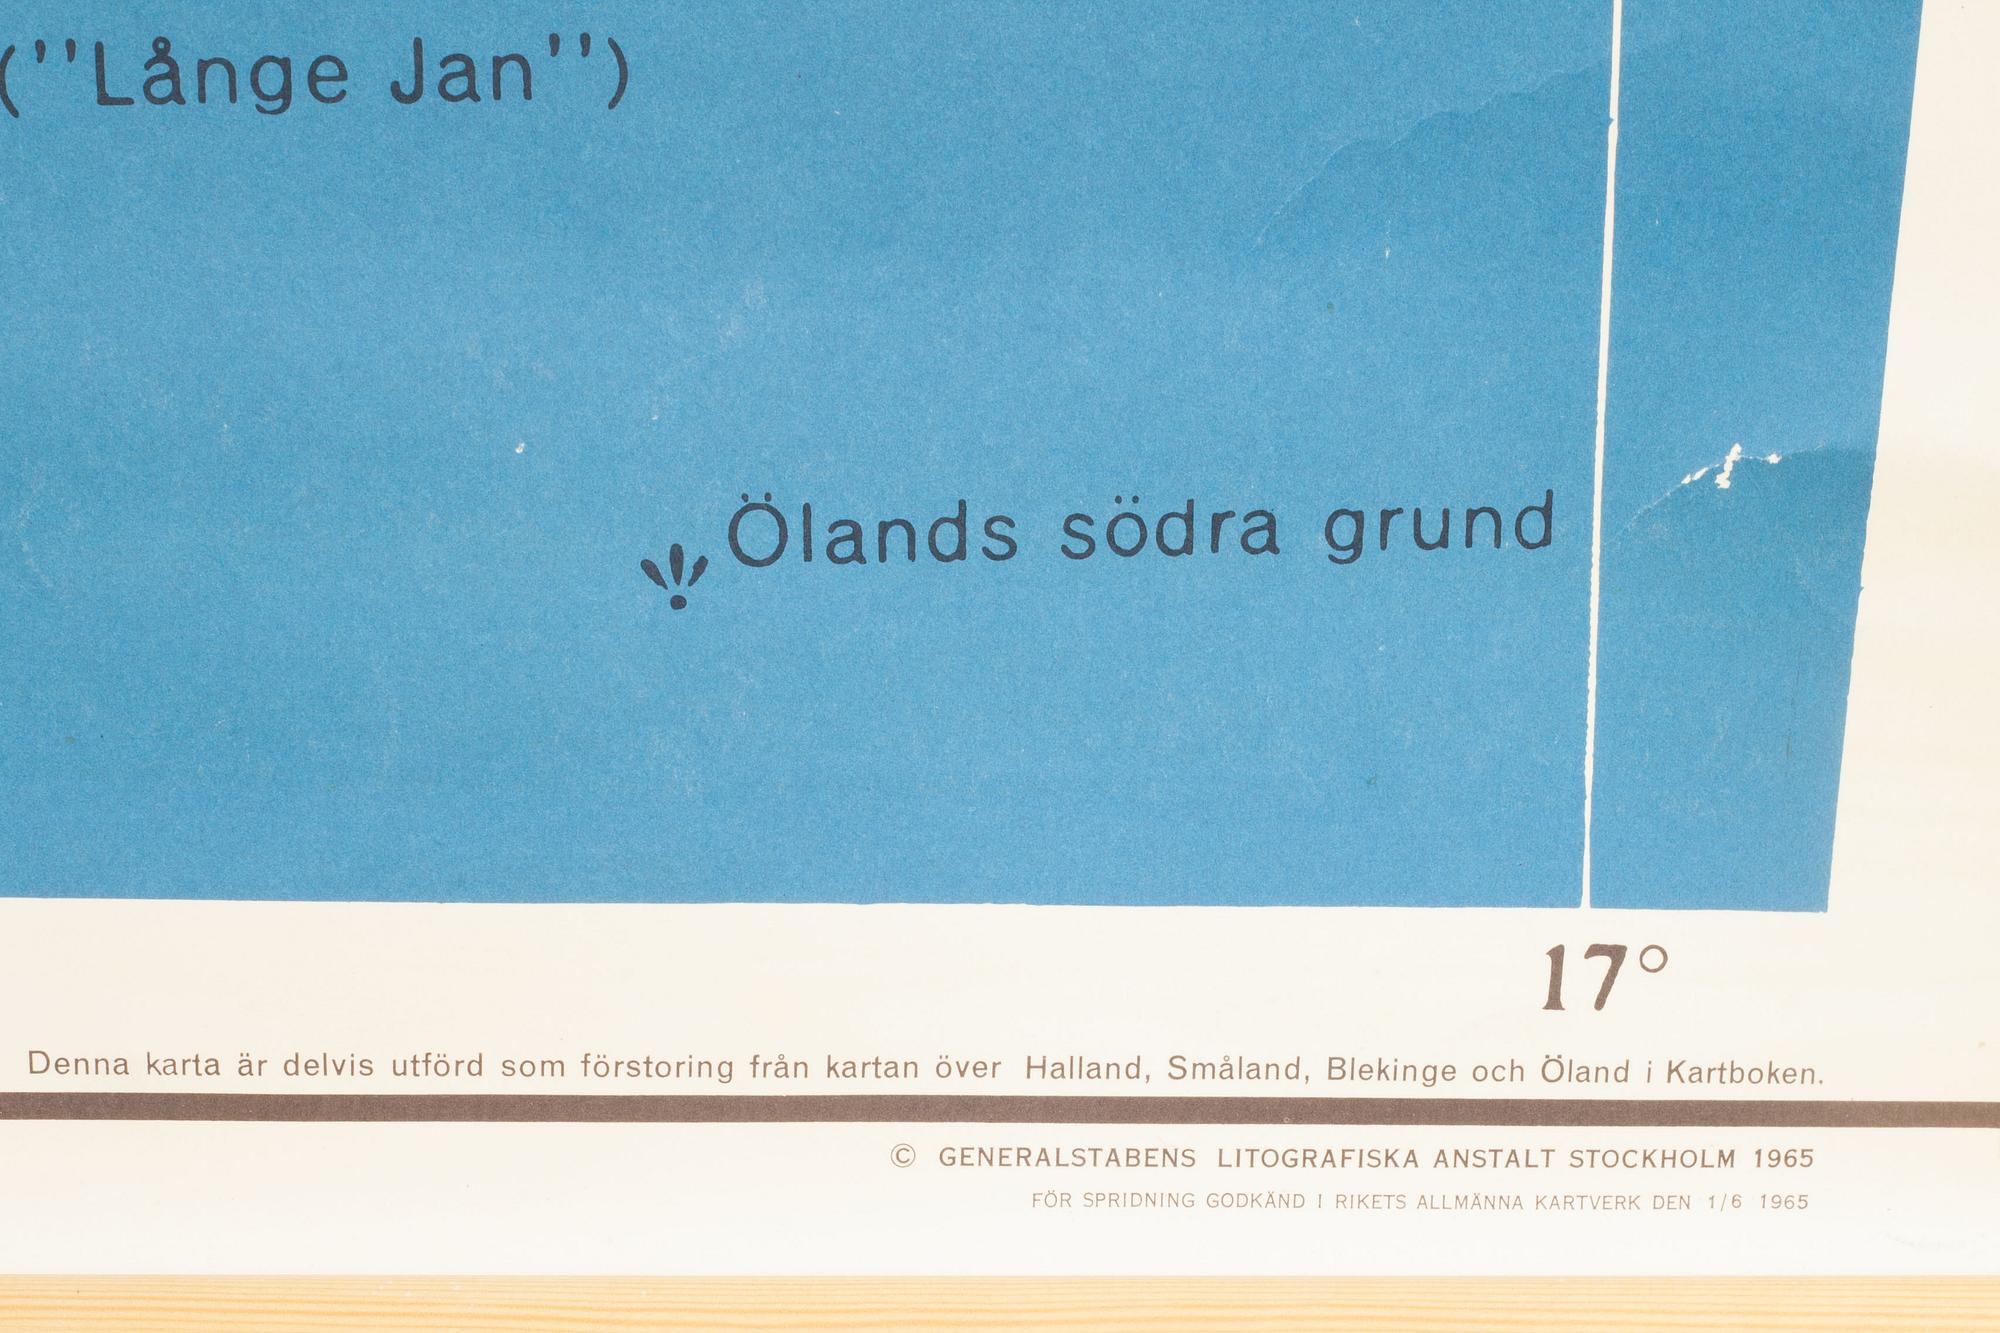 (''Långe Jan'')
Ölands södra grund
17°
Denna karta är delvis utförd som förstoring från kartan över Halland, Småland, Blekinge och Öland i Kartboken.
© GENERALSTABENS LITOGRAFISKA ANSTALT STOCKHOLM 1965
FÖR SPRIDNING GODKÄND I RIKETS ALLMÄNNA KARTVERK DEN 1/6 1965